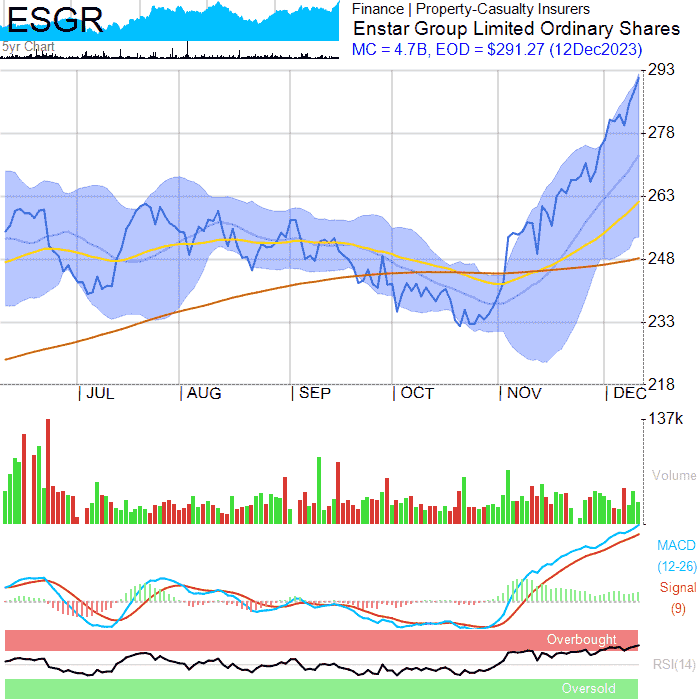 ESGR
5yr Chart
Finance | Property-Casualty Insurers
Enstar Group Limited Ordinary Shares
MC = 4.7B, EOD = $291.27 (12Dec2023)
293
278
263
248
233
218
JUL
AUG
SEP
OCT
NOV
DEC
137k
Volume
MACD
(12-26)
Signal
(9)
Overbought
RSI(14)
Oversold